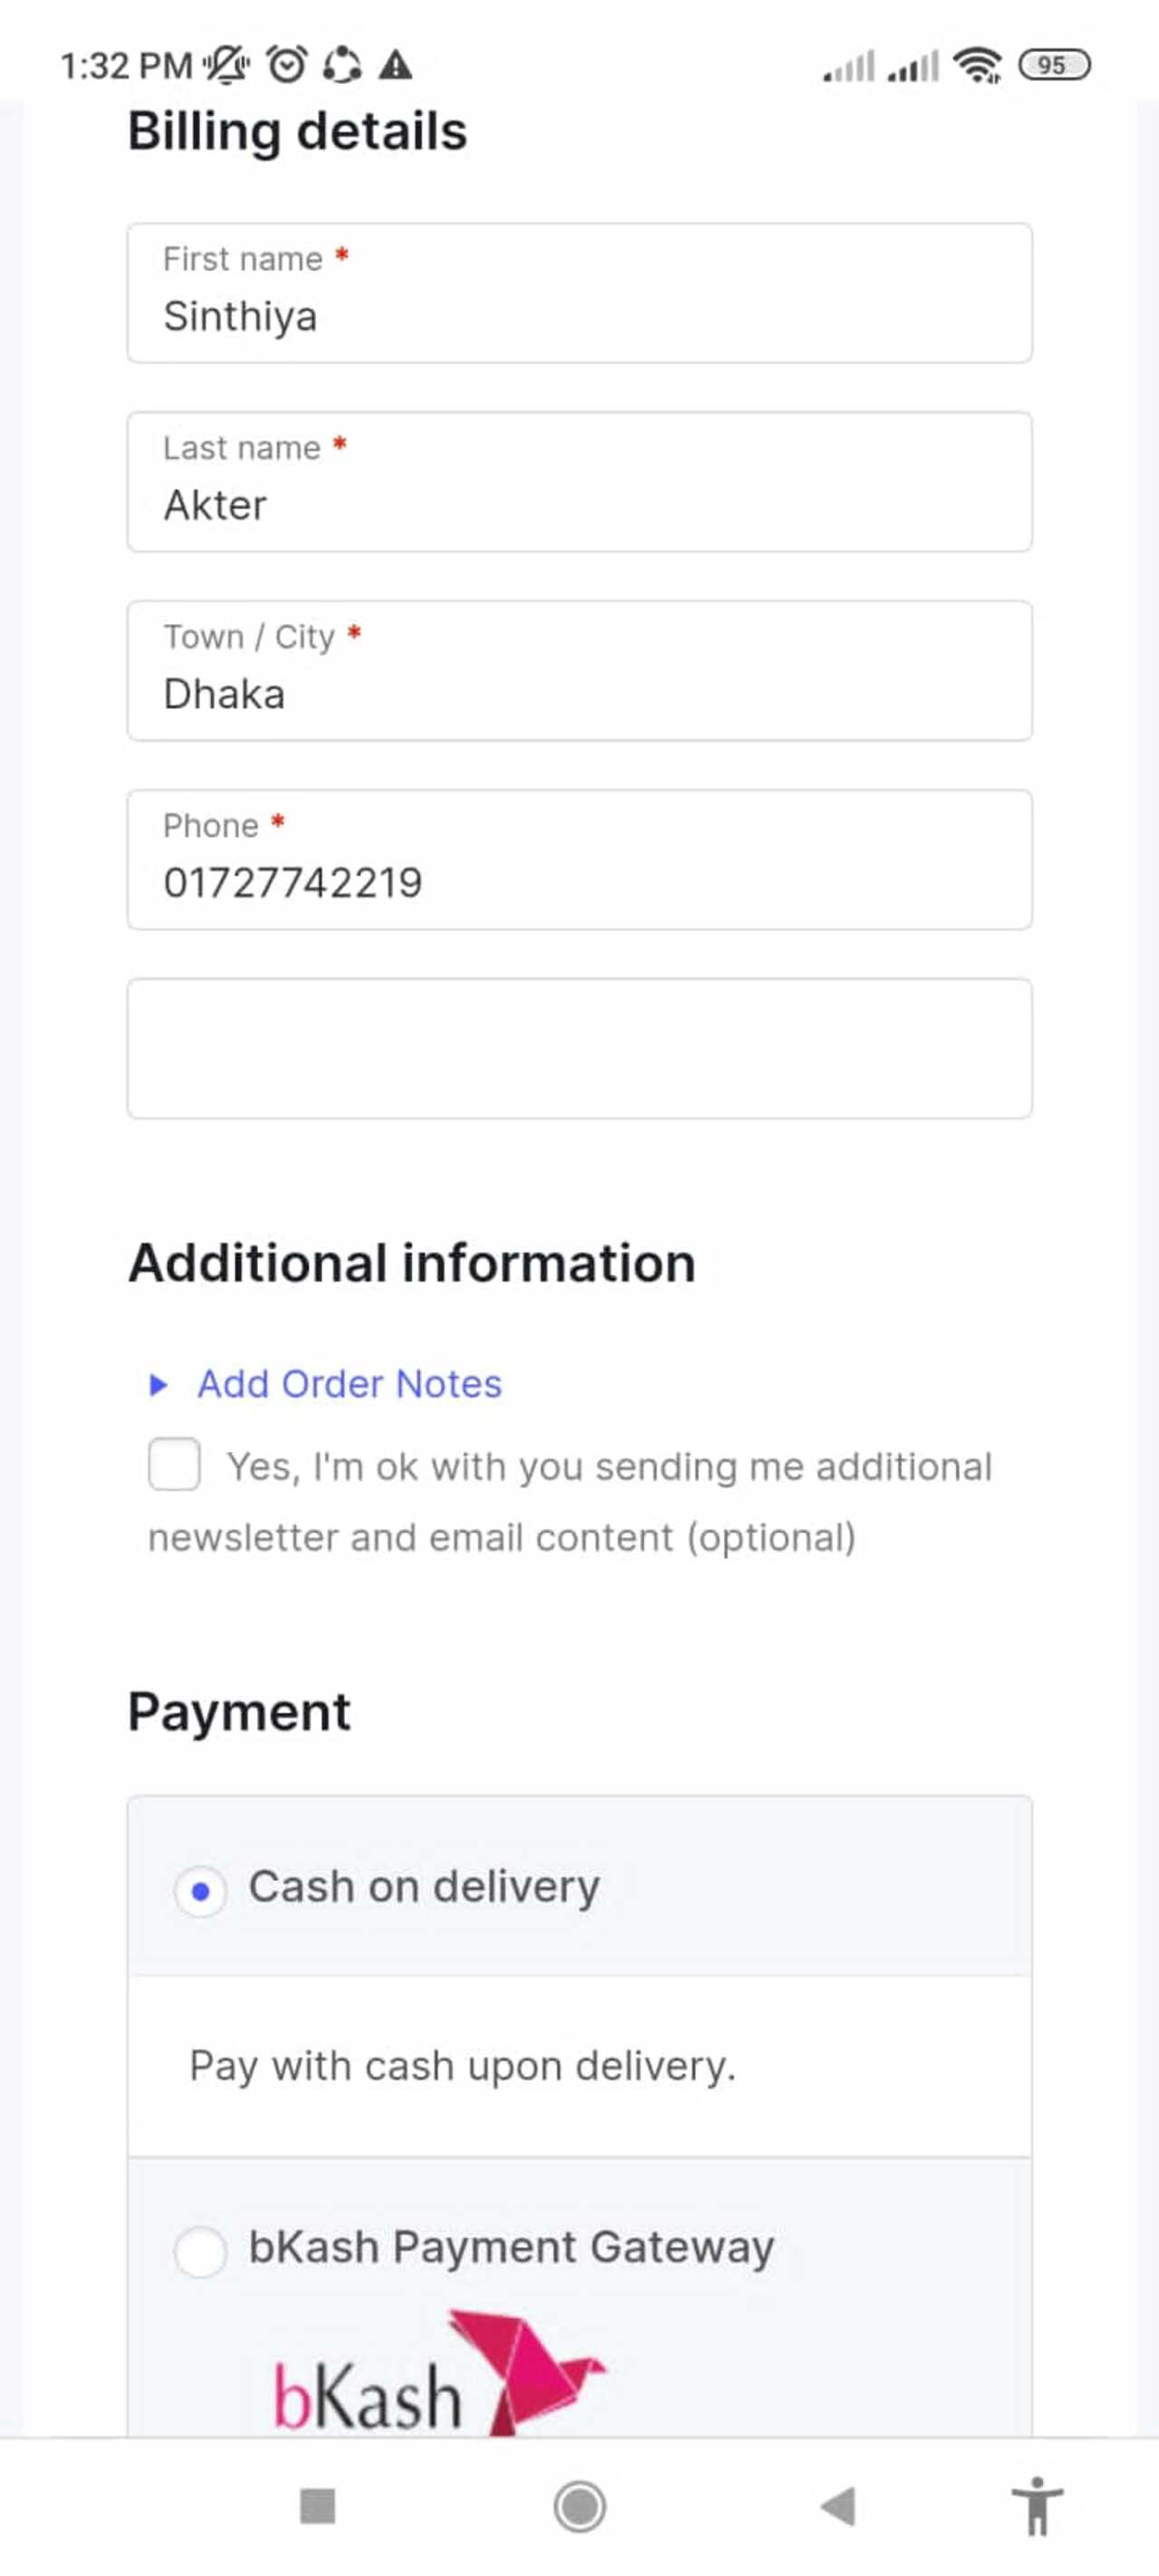 1:32 PM
95
Billing details
First name *
Sinthiya
Last name *
Akter
Town / City *
Dhaka
Phone *
01727742219
Additional information
Add Order Notes
Yes, I'm ok with you sending me additional
newsletter and email content (optional)
Payment
Cash on delivery
Pay with cash upon delivery.
bKash Payment Gateway
bKash